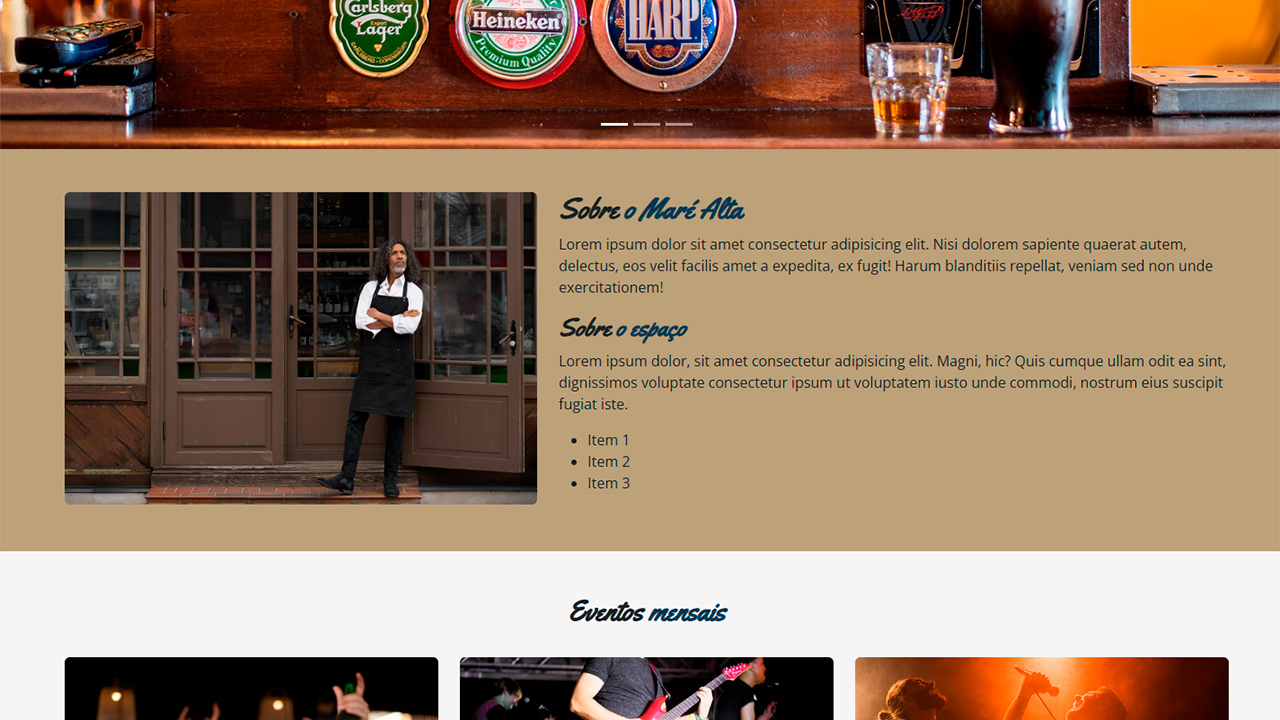 Carlsberg
Export
Lager
CARLSBERG • COPENHAGEN
Heineken
Premium Quality
HARP
Sobre o Maré Alta
Lorem ipsum dolor sit amet consectetur adipisicing elit. Nisi dolorem sapiente quaerat autem,
delectus, eos velit facilis amet a expedita, ex fugit! Harum blanditiis repellat, veniam sed non unde
exercitationem!
Sobre o espaço
Lorem ipsum dolor, sit amet consectetur adipisicing elit. Magni, hic? Quis cumque ullam odit ea sint,
dignissimos voluptate consectetur ipsum ut voluptatem iusto unde commodi, nostrum eius suscipit
fugiat iste.
• Item 1
• Item 2
• Item 3
Eventos mensais